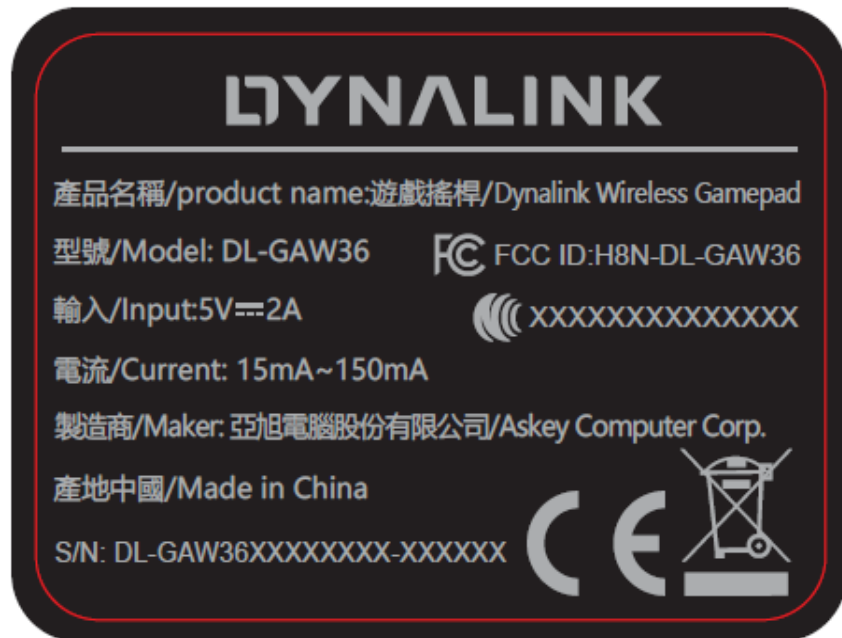 DYNALINK
產品名稱/product name:遊戲搖桿/Dynalink Wireless Gamepad
型號/Model: DL-GAW36 FC FCC ID:H8N-DL-GAW36
輸入/Input:5V⎓2A XXXXXXXXXXXXXX
電流/Current: 15mA~150mA
製造商/Maker: 亞旭電腦股份有限公司/Askey Computer Corp.
產地中國/Made in China
S/N: DL-GAW36XXXXXXXX-XXXXXX CE